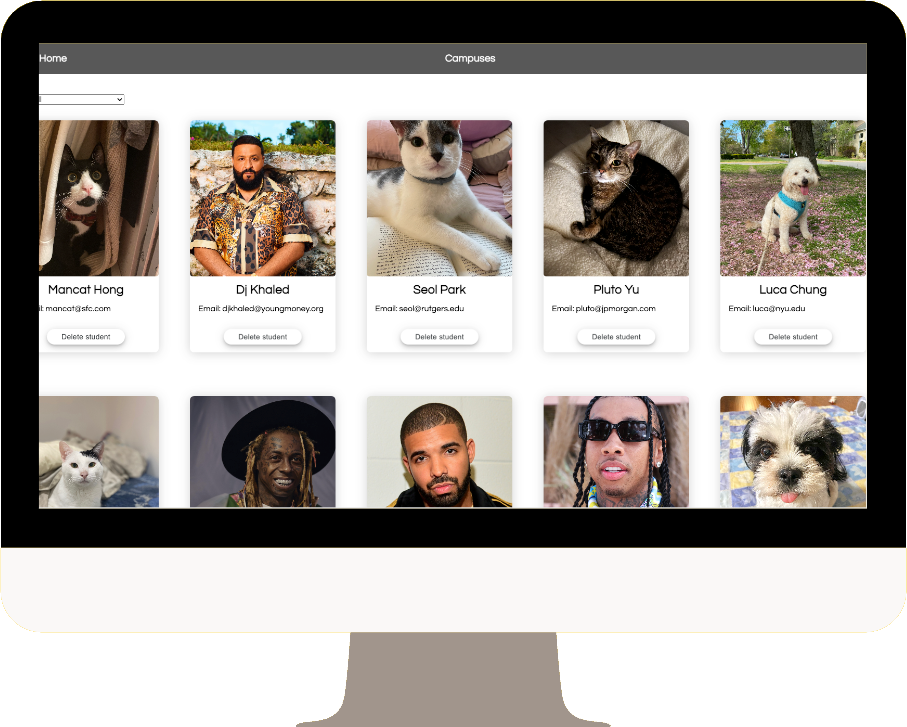 Home
Campuses
Mancat Hong
Dj Khaled
Seol Park
Pluto Yu
Luca Chung
mancat@sfc.com
Email: djkhaled@youngmoney.org
Email: seol@rutgers.edu
Email: pluto@jpmorgan.com
Email: luca@nyu.edu
Delete student
Delete student
Delete student
Delete student
Delete student